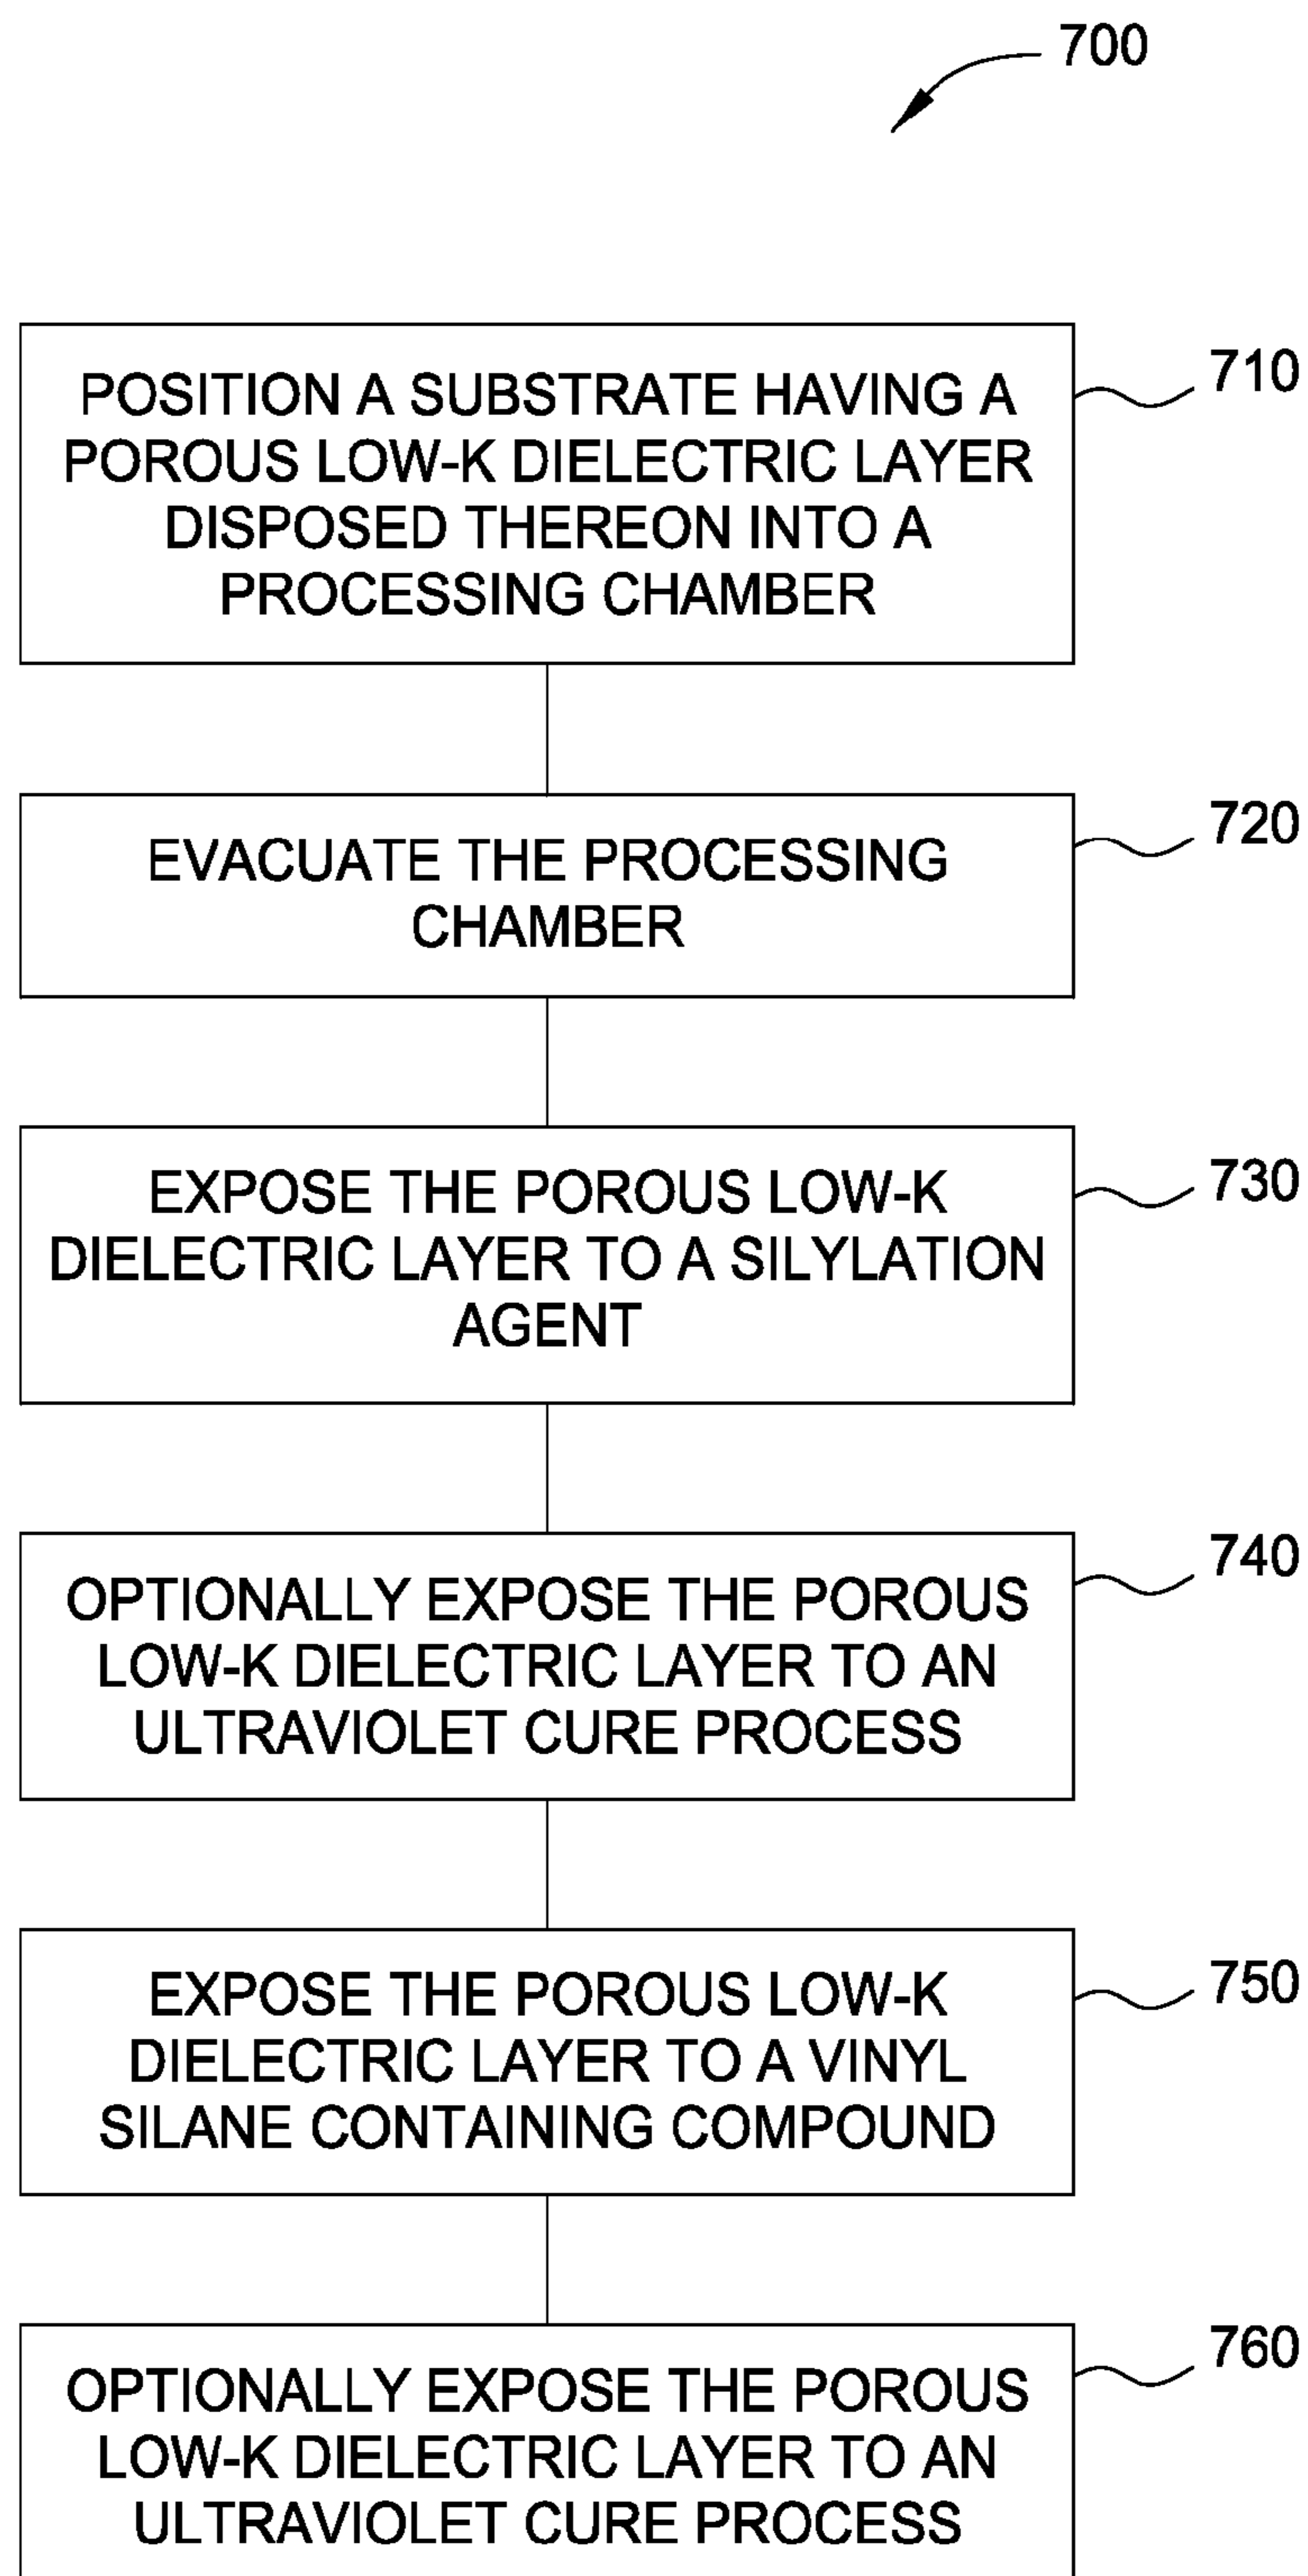 700
POSITION A SUBSTRATE HAVING A
POROUS LOW-K DIELECTRIC LAYER
DISPOSED THEREON INTO A
PROCESSING CHAMBER
710
EVACUATE THE PROCESSING
CHAMBER
720
EXPOSE THE POROUS LOW-K
DIELECTRIC LAYER TO A SILYLATION
AGENT
730
OPTIONALLY EXPOSE THE POROUS
LOW-K DIELECTRIC LAYER TO AN
ULTRAVIOLET CURE PROCESS
740
EXPOSE THE POROUS LOW-K
DIELECTRIC LAYER TO A VINYL
SILANE CONTAINING COMPOUND
750
OPTIONALLY EXPOSE THE POROUS
LOW-K DIELECTRIC LAYER TO AN
ULTRAVIOLET CURE PROCESS
760